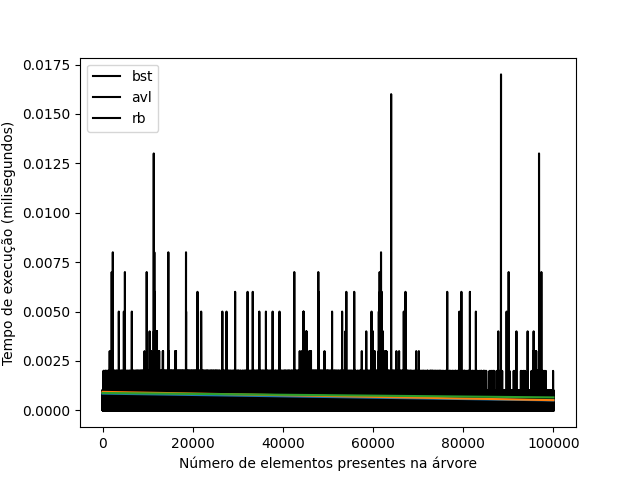 0.0175
0.0150
0.0125
0.0100
0.0075
0.0050
0.0025
0.0000
Tempo de execução (milisegundos)
bst
avl
rb
0 20000 40000 60000 80000 100000
Número de elementos presentes na árvore